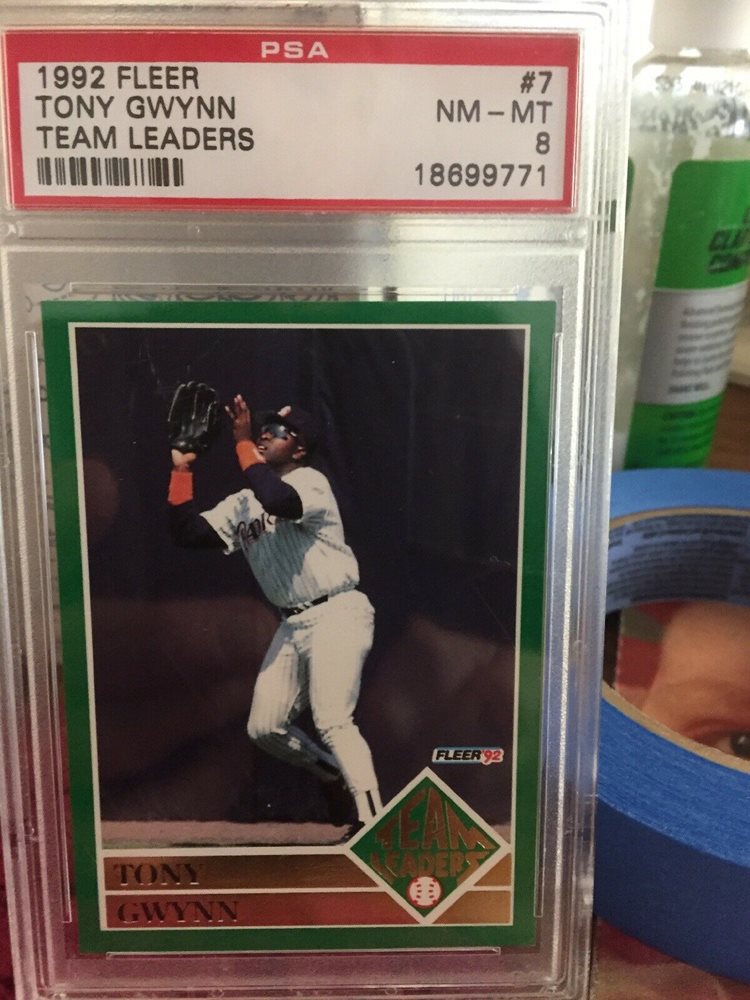 PSA
1992 FLEER #7
TONY GWYNN NM-MT
TEAM LEADERS 8
18699771
FLEER '92
TEAM
LEADERS
TONY
GWYNN